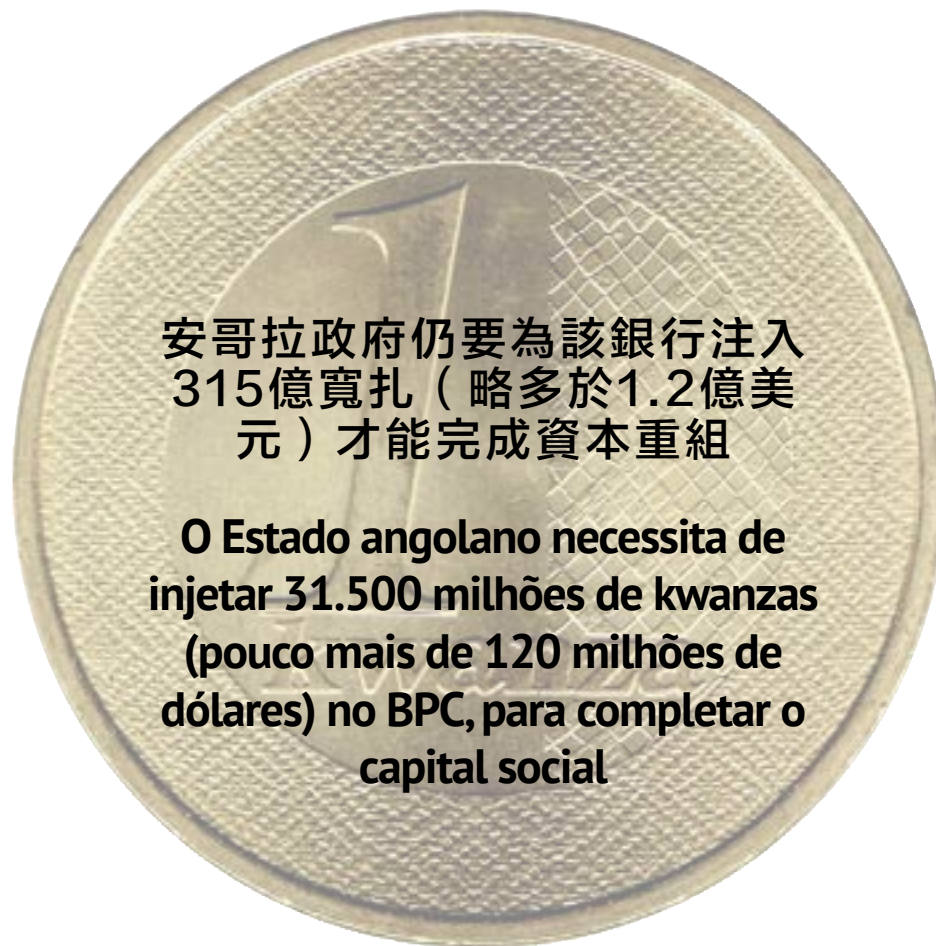 安哥拉政府仍要為該銀行注入
315億寬扎（略多於1.2億美
元）才能完成資本重組
O Estado angolano necessita de
injetar 31.500 milhões de kwanzas
(pouco mais de 120 milhões de
dólares) no BPC, para completar o
capital social
1